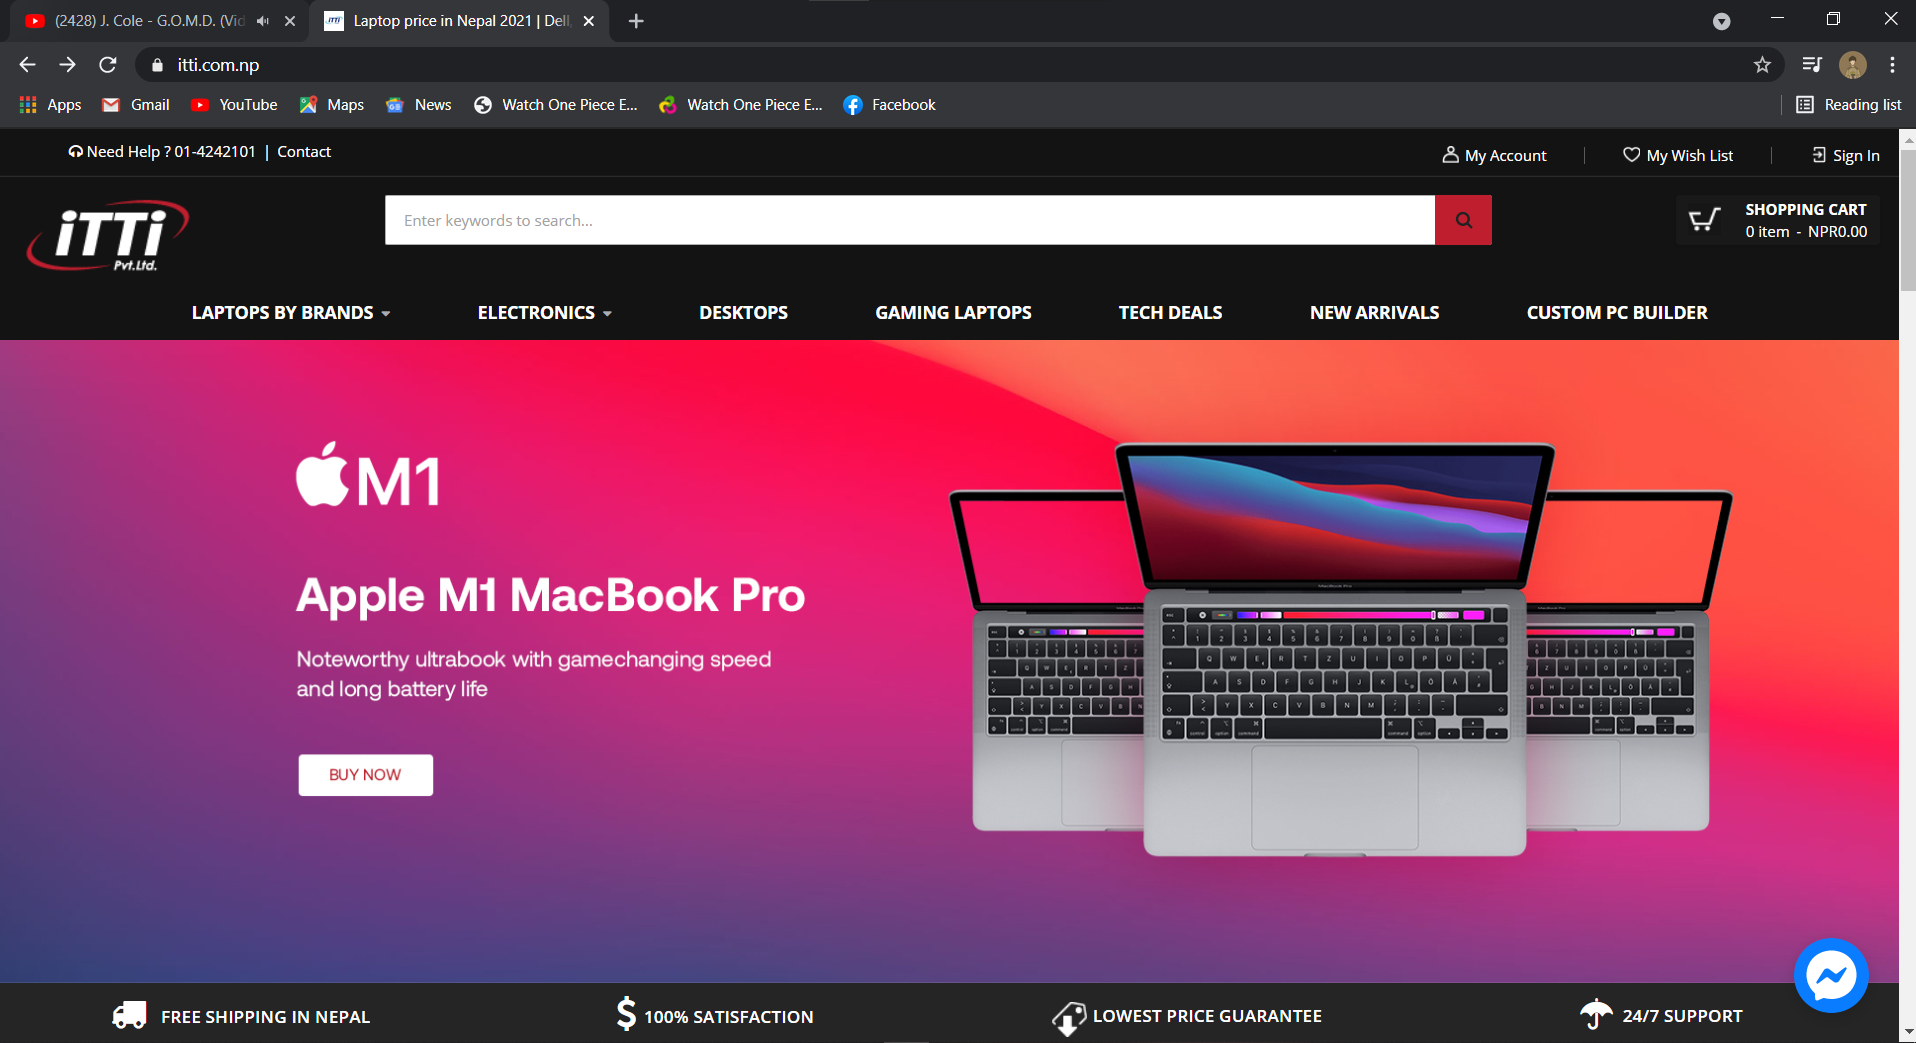 (2428) J. Cole - G.O.M.D. (Vid
Laptop price in Nepal 2021 | Dell,
itti.com.np
Apps
Gmail
YouTube
Maps
News
Watch One Piece E...
Watch One Piece E...
Facebook
Reading list
Need Help ? 01-4242101 | Contact
My Account
My Wish List
Sign In
iTTi
Pvt.Ltd.
Enter keywords to search...
SHOPPING CART
0 item - NPR0.00
LAPTOPS BY BRANDS
ELECTRONICS
DESKTOPS
GAMING LAPTOPS
TECH DEALS
NEW ARRIVALS
CUSTOM PC BUILDER
M1
Apple M1 MacBook Pro
Noteworthy ultrabook with gamechanging speed
and long battery life
BUY NOW
MacBook Pro
FREE SHIPPING IN NEPAL
100% SATISFACTION
LOWEST PRICE GUARANTEE
24/7 SUPPORT